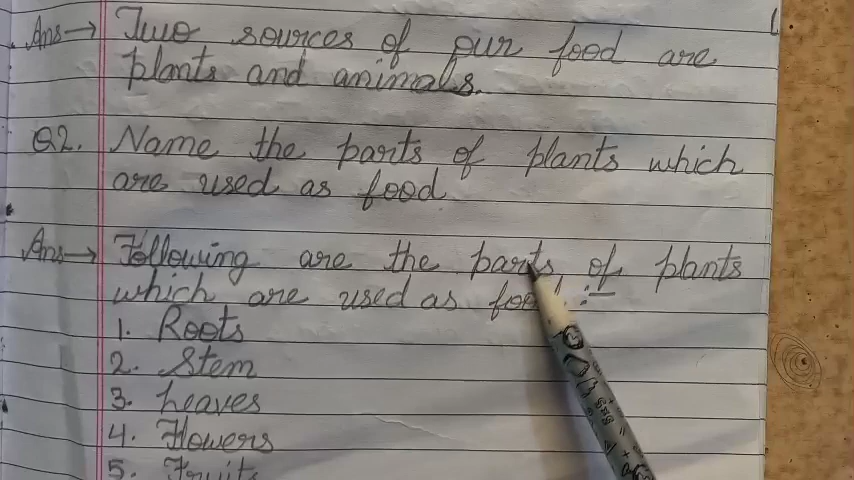 Ans→ Two sources of our food are
plants and animals.
Q2. Name the parts of plants which
are used as food.
Ans→ Following are the parts of plants
which are used as food :-
1. Roots
2. Stem
3. Leaves
4. Flowers
5. Fruits